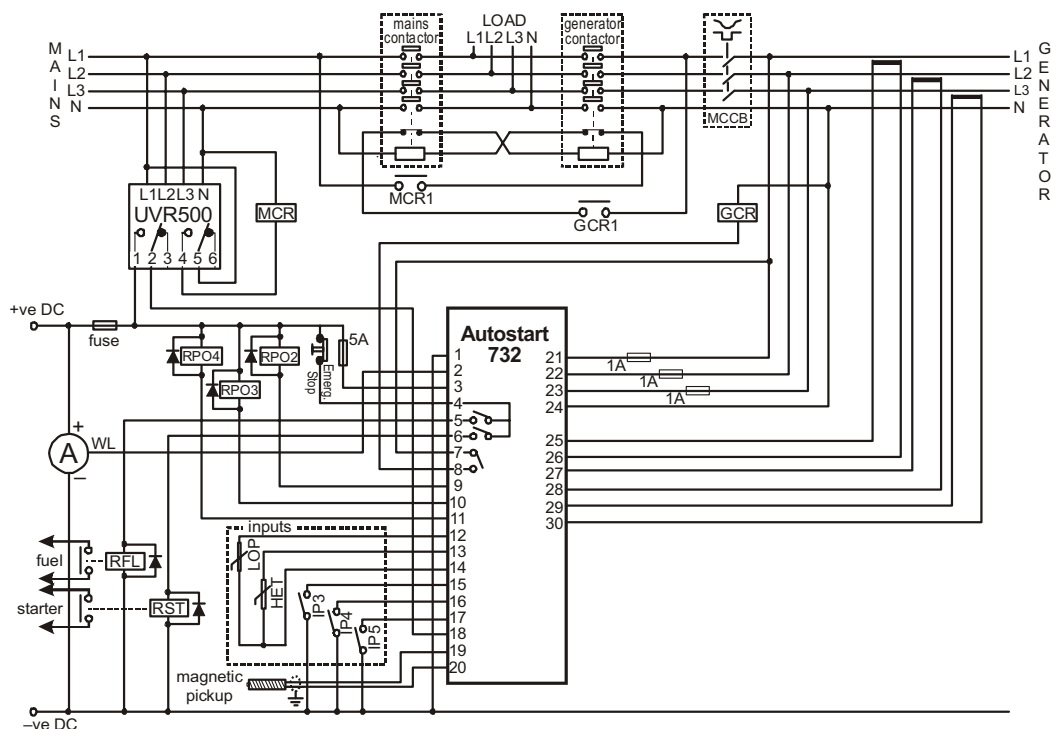 mains contactor
LOAD
L1 L2 L3 N
generator contactor
MAINS
L1
L2
L3
N
L1
L2
L3
N
GENERATOR
MCCB
MCR1
GCR1
L1 L2 L3 N
UVR500
1 2 3 4 5 6
MCR
GCR
+ve DC
fuse
RPO4
RPO3
RPO2
Emerg. Stop
5A
Autostart
732
1
2
3
4
5
6
7
8
9
10
11
12
13
14
15
16
17
18
19
20
21
22
23
24
25
26
27
28
29
30
1A
1A
1A
+
A
WL
–
inputs
LOP
HET
IP3
IP4
IP5
fuel
RFL
starter
RST
magnetic
pickup
–ve DC